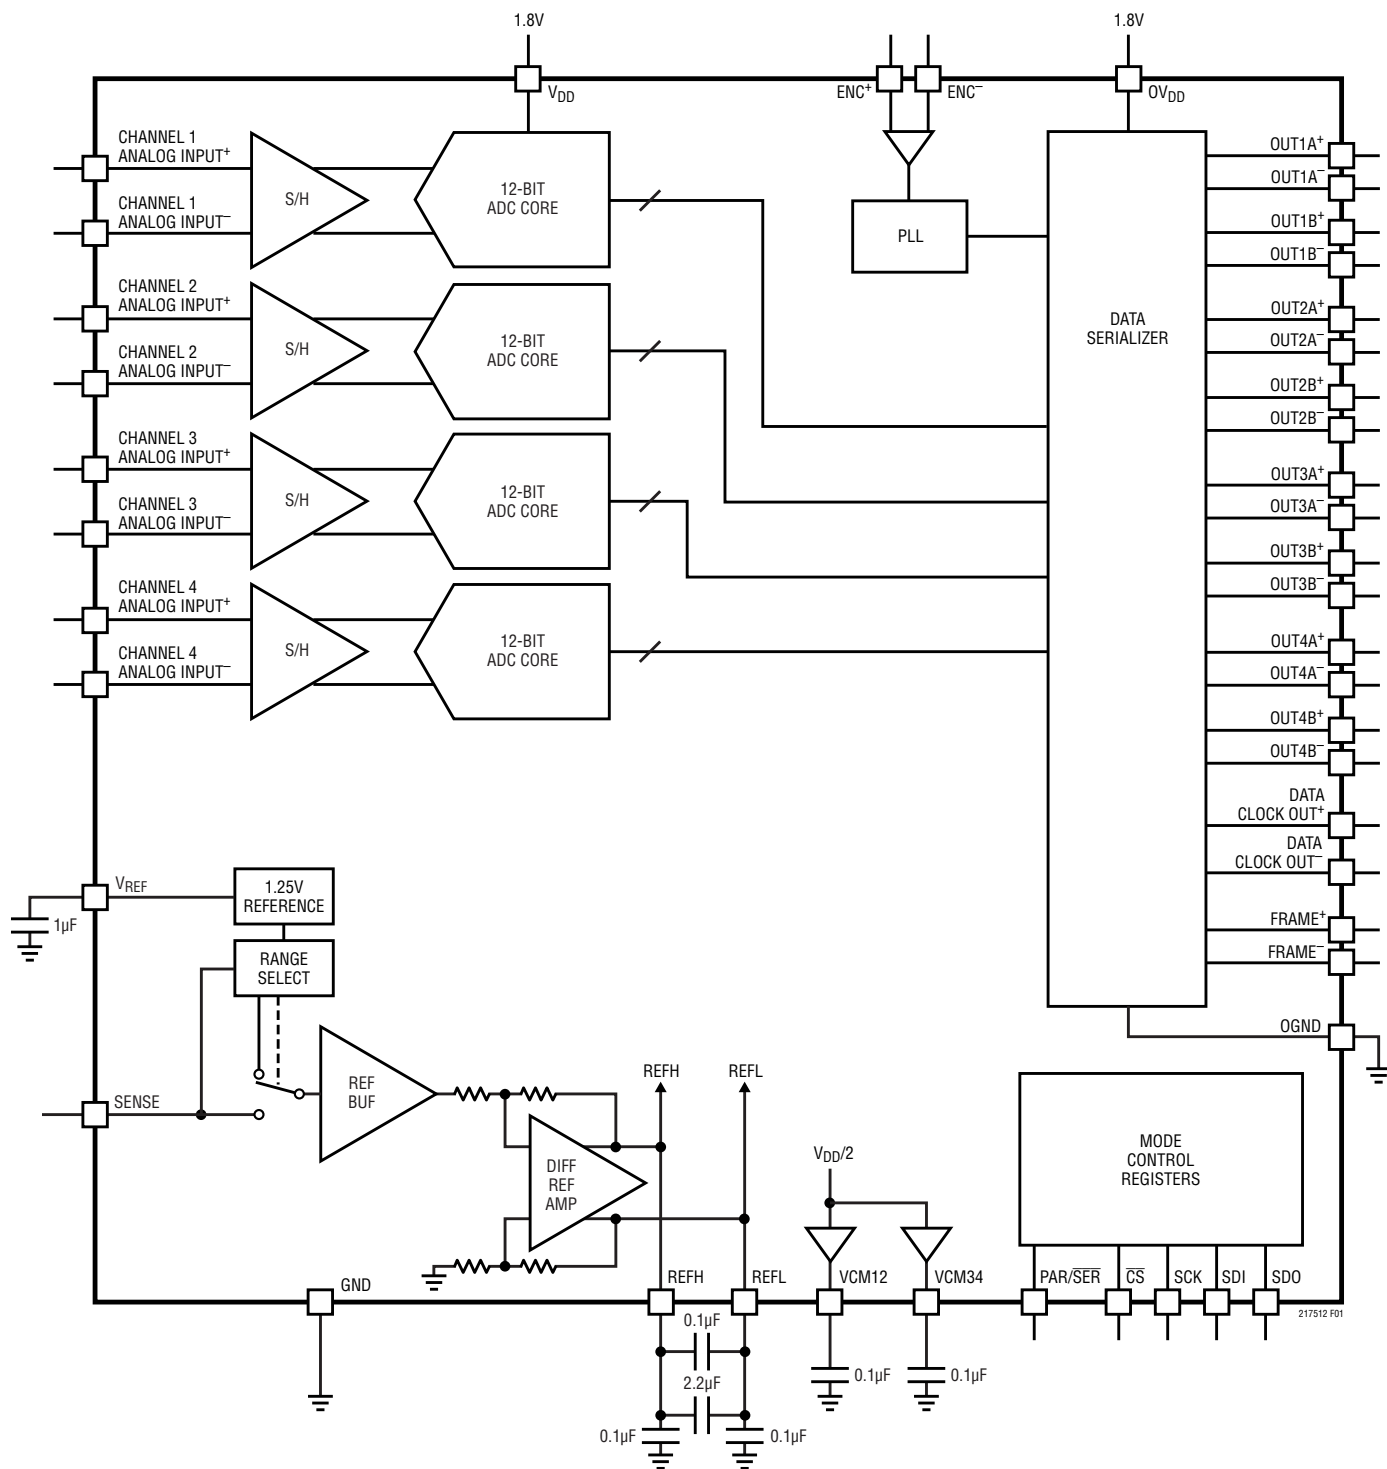 1.8V
1.8V
VDD
ENC+
ENC–
OVDD
CHANNEL 1
ANALOG INPUT+
CHANNEL 1
ANALOG INPUT–
S/H
12-BIT
ADC CORE
PLL
CHANNEL 2
ANALOG INPUT+
CHANNEL 2
ANALOG INPUT–
S/H
12-BIT
ADC CORE
CHANNEL 3
ANALOG INPUT+
CHANNEL 3
ANALOG INPUT–
S/H
12-BIT
ADC CORE
CHANNEL 4
ANALOG INPUT+
CHANNEL 4
ANALOG INPUT–
S/H
12-BIT
ADC CORE
DATA
SERIALIZER
OUT1A+
OUT1A–
OUT1B+
OUT1B–
OUT2A+
OUT2A–
OUT2B+
OUT2B–
OUT3A+
OUT3A–
OUT3B+
OUT3B–
OUT4A+
OUT4A–
OUT4B+
OUT4B–
DATA
CLOCK OUT+
DATA
CLOCK OUT–
FRAME+
FRAME–
OGND
VREF
1µF
1.25V
REFERENCE
RANGE
SELECT
SENSE
REF
BUF
DIFF
REF
AMP
REFH
REFL
VDD/2
MODE
CONTROL
REGISTERS
GND
REFH
REFL
VCM12
VCM34
PAR/SER
CS
SCK
SDI
SDO
217512 F01
0.1µF
2.2µF
0.1µF
0.1µF
0.1µF
0.1µF